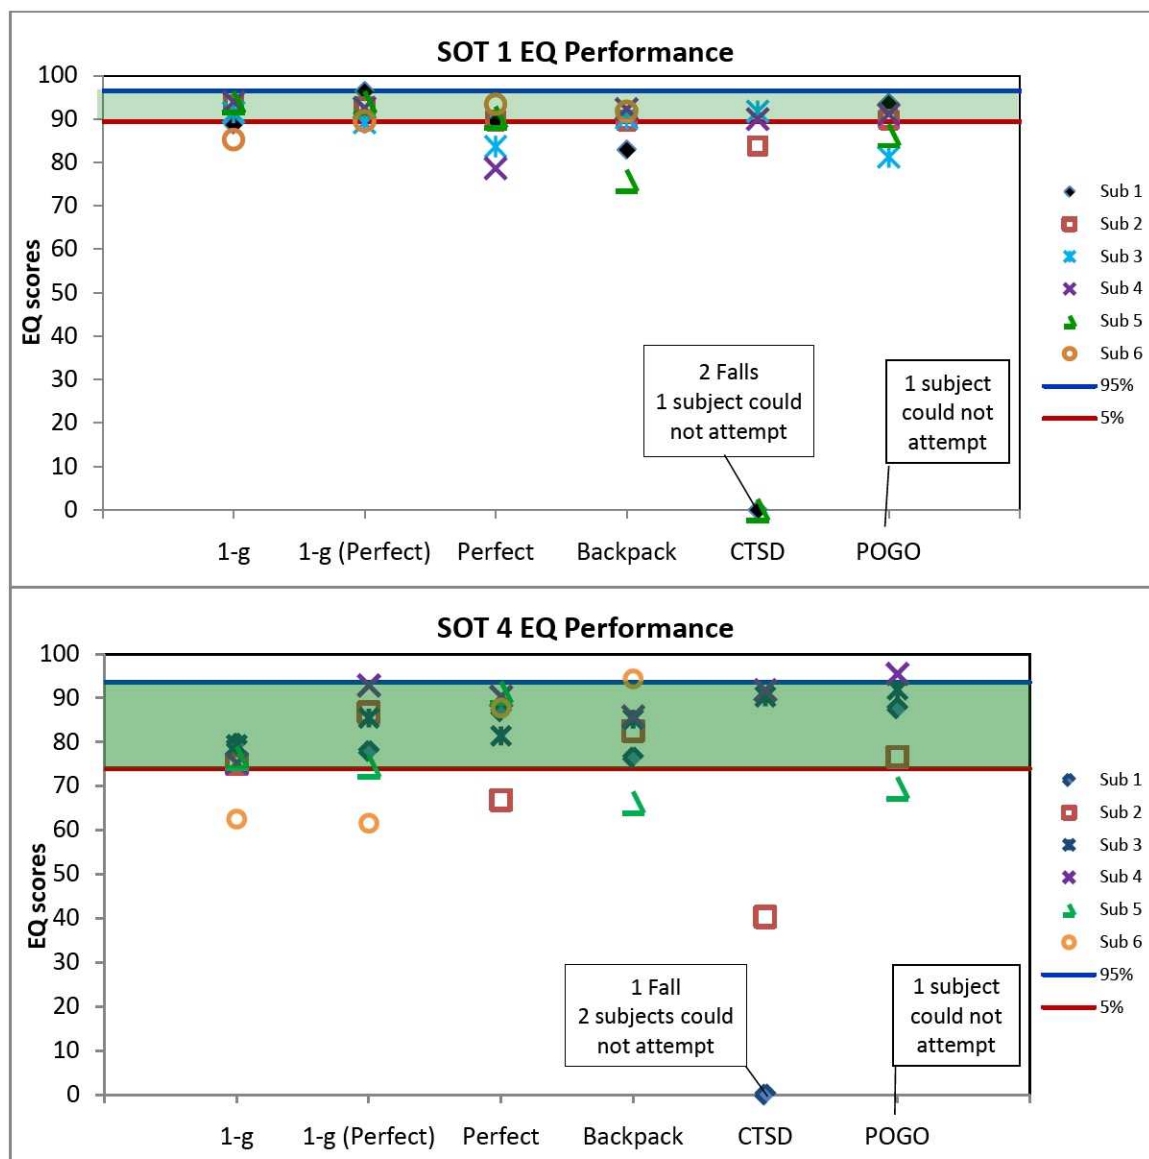 SOT 1 EQ Performance
100
90
80
70
60
50
40
30
20
10
0
EQ scores
2 Falls
1 subject could
not attempt
1 subject
could not
attempt
1-g
1-g (Perfect)
Perfect
Backpack
CTSD
POGO
Sub 1
Sub 2
Sub 3
Sub 4
Sub 5
Sub 6
95%
5%
SOT 4 EQ Performance
100
90
80
70
60
50
40
30
20
10
0
EQ scores
1 Fall
2 subjects could
not attempt
1 subject
could not
attempt
1-g
1-g (Perfect)
Perfect
Backpack
CTSD
POGO
Sub 1
Sub 2
Sub 3
Sub 4
Sub 5
Sub 6
95%
5%